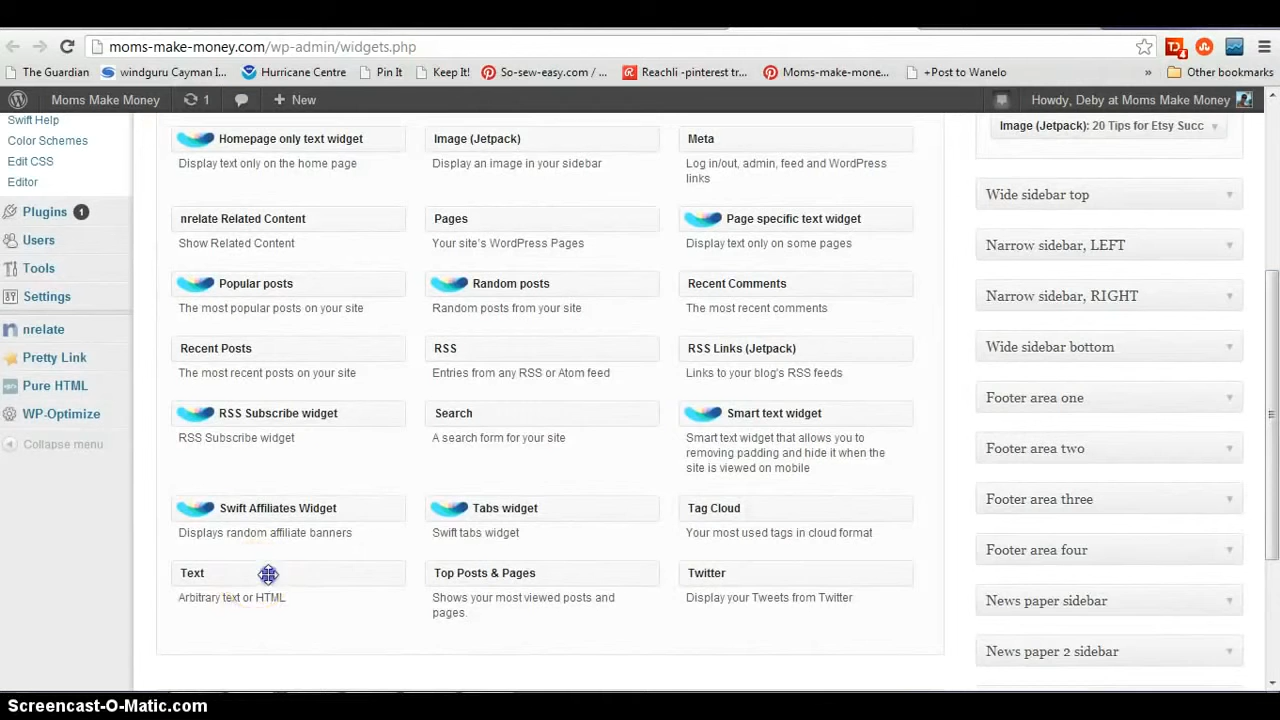 moms-make-money.com/wp-admin/widgets.php
The Guardian
windguru Cayman I...
Hurricane Centre
Pin It
Keep It!
So-sew-easy.com / ...
Reachli -pinterest tr...
Moms-make-mone...
+Post to Wanelo
»
Other bookmarks
Moms Make Money
1
+ New
Howdy, Deby at Moms Make Money
Swift Help
Color Schemes
Edit CSS
Editor
Plugins 1
Users
Tools
Settings
nrelate
Pretty Link
Pure HTML
WP-Optimize
Collapse menu
Homepage only text widget
Display text only on the home page
Image (Jetpack)
Display an image in your sidebar
Meta
Log in/out, admin, feed and WordPress
links
nrelate Related Content
Show Related Content
Pages
Your site's WordPress Pages
Page specific text widget
Display text only on some pages
Popular posts
The most popular posts on your site
Random posts
Random posts from your site
Recent Comments
The most recent comments
Recent Posts
The most recent posts on your site
RSS
Entries from any RSS or Atom feed
RSS Links (Jetpack)
Links to your blog's RSS feeds
RSS Subscribe widget
RSS Subscribe widget
Search
A search form for your site
Smart text widget
Smart text widget that allows you to
removing padding and hide it when the
site is viewed on mobile
Swift Affiliates Widget
Displays random affiliate banners
Tabs widget
Swift tabs widget
Tag Cloud
Your most used tags in cloud format
Text
Arbitrary text or HTML
Top Posts & Pages
Shows your most viewed posts and
pages.
Twitter
Display your Tweets from Twitter
Image (Jetpack): 20 Tips for Etsy Succ
Wide sidebar top
Narrow sidebar, LEFT
Narrow sidebar, RIGHT
Wide sidebar bottom
Footer area one
Footer area two
Footer area three
Footer area four
News paper sidebar
News paper 2 sidebar
Screencast-O-Matic.com